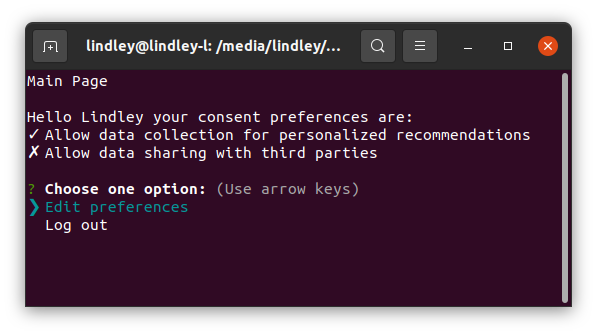 lindley@lindley-l: /media/lindley/...
Main Page
Hello Lindley your consent preferences are:
✓ Allow data collection for personalized recommendations
✗ Allow data sharing with third parties
? Choose one option: (Use arrow keys)
❯ Edit preferences
Log out